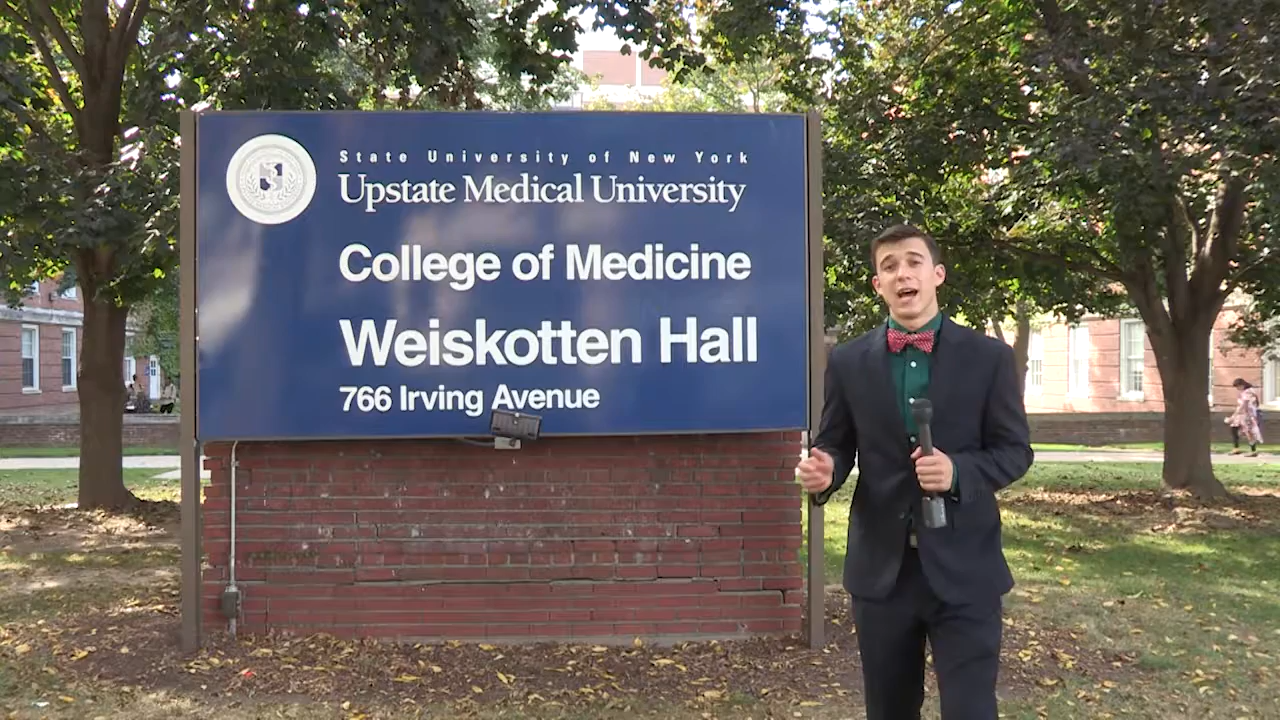 State University of New York
Upstate Medical University
College of Medicine
Weiskotten Hall
766 Irving Avenue